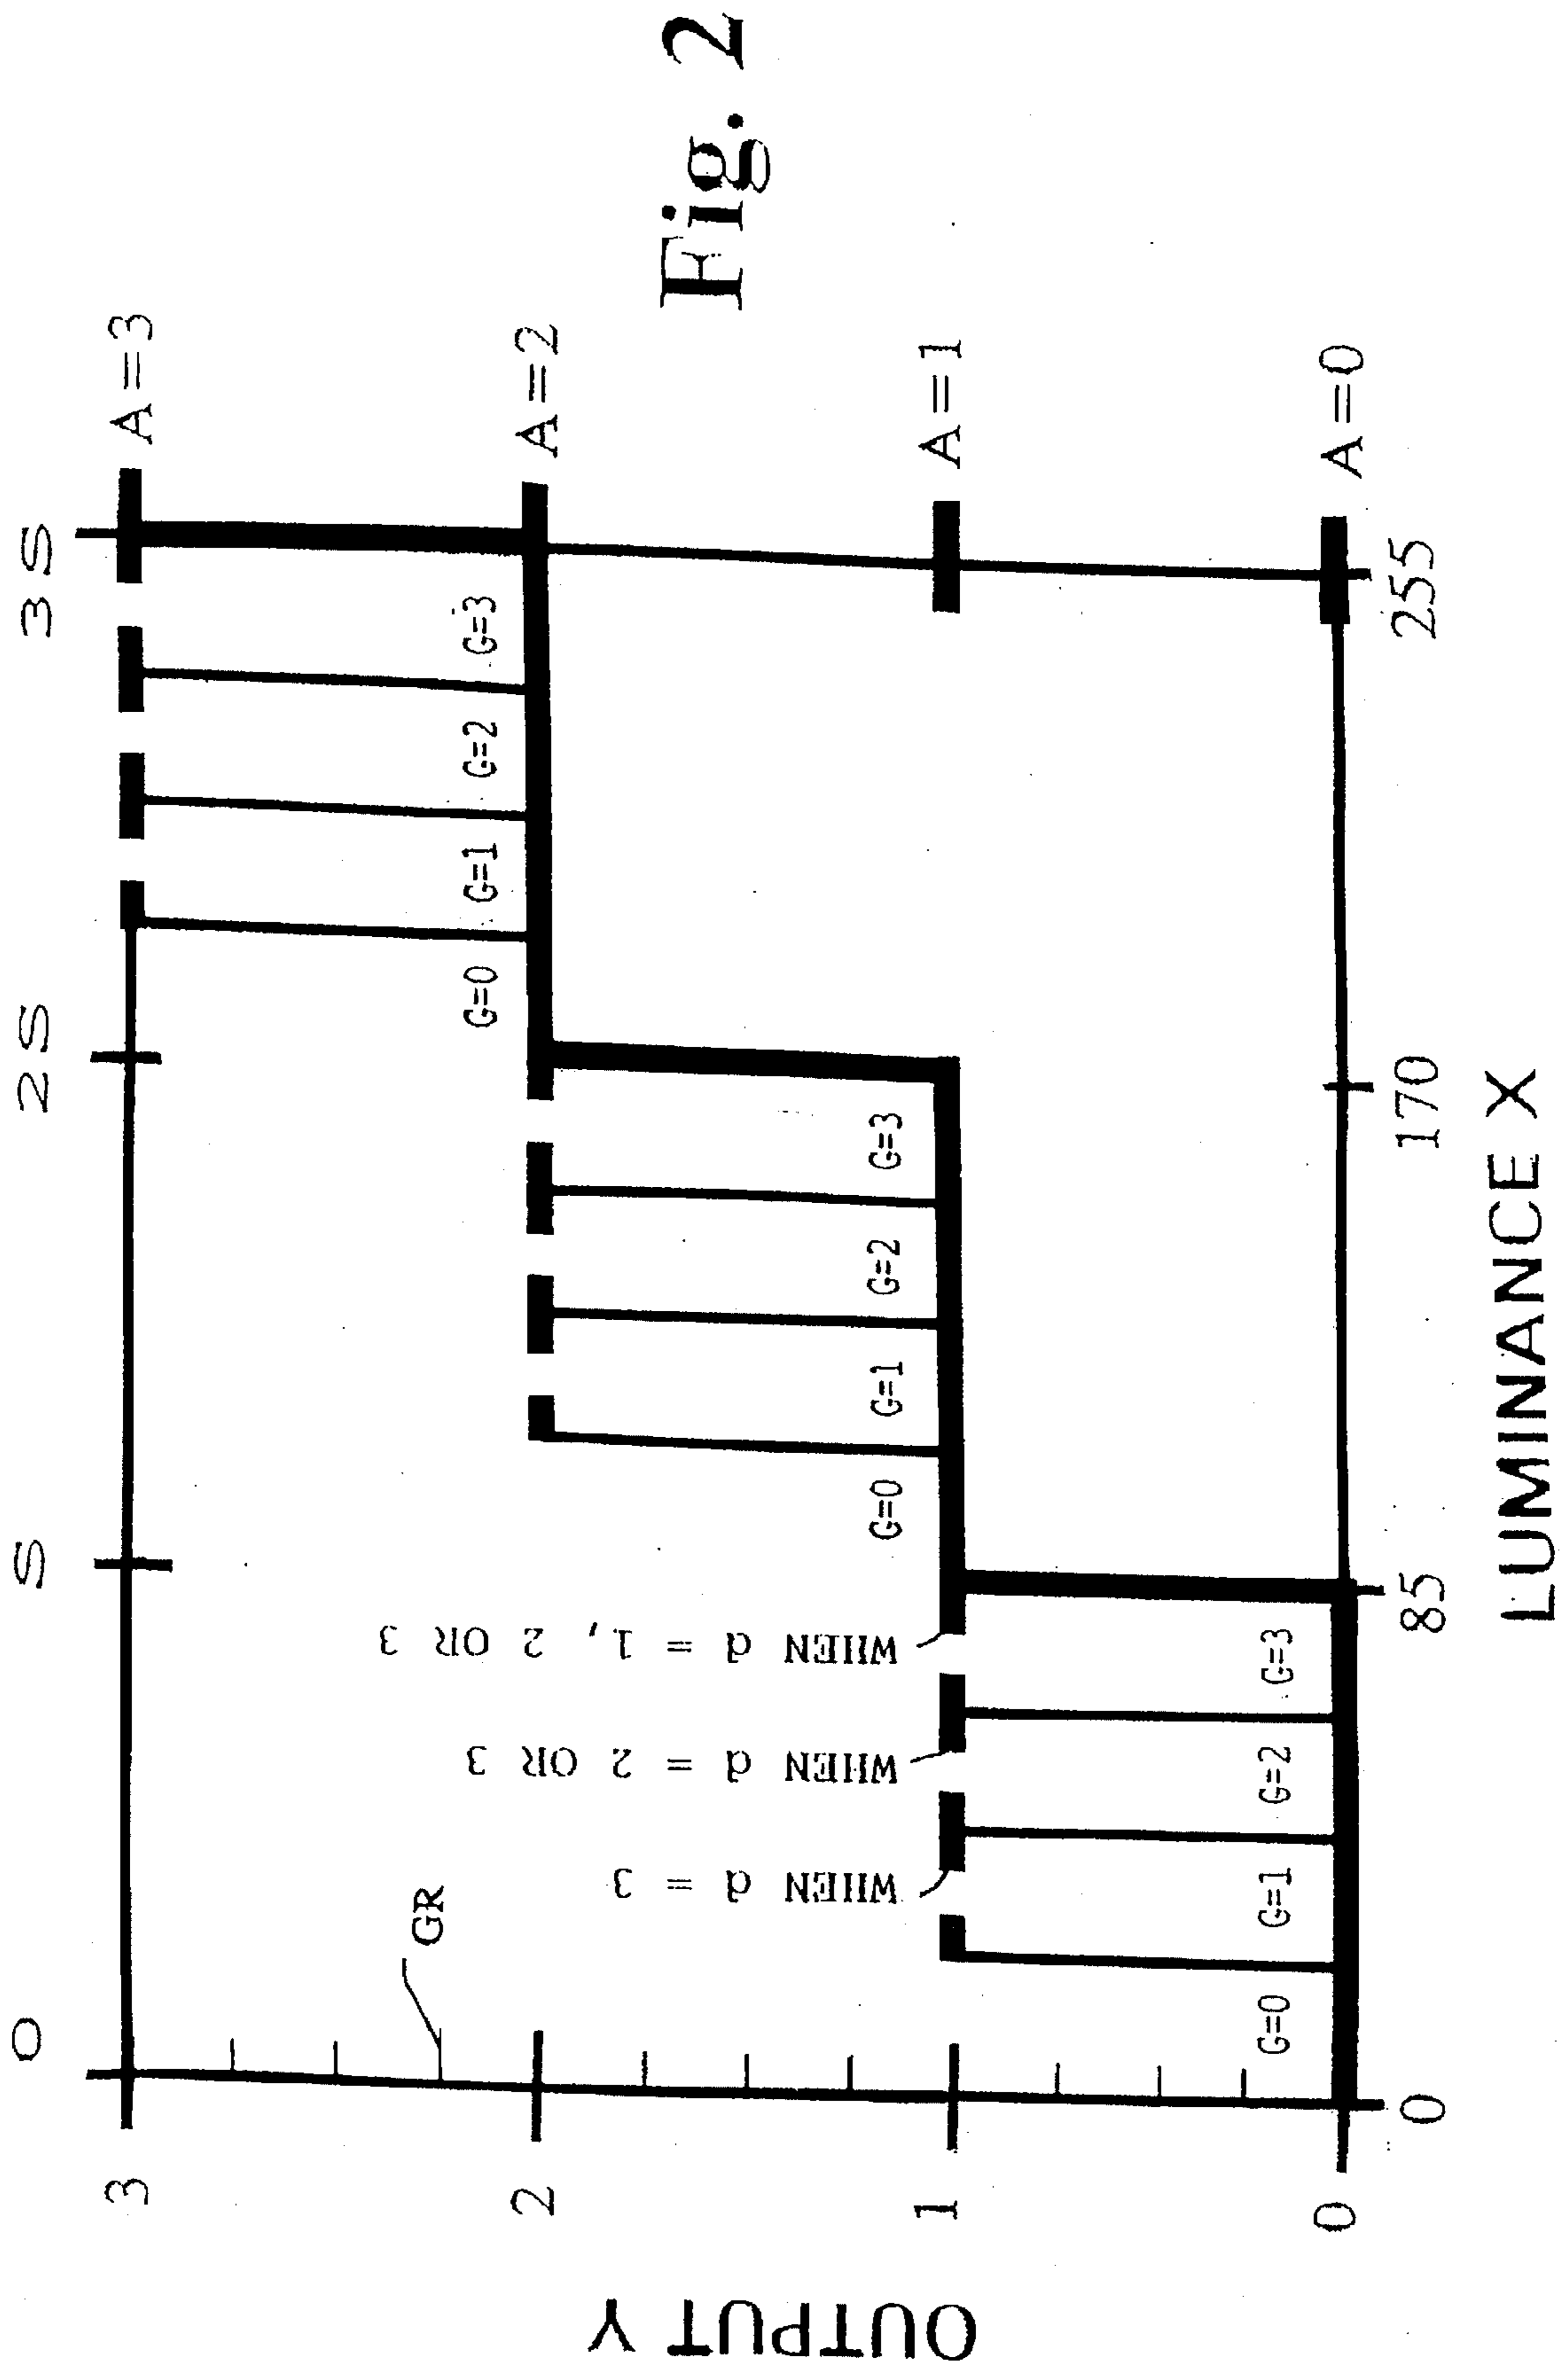 0 S 2S 3S
3 A=3
GR
G=0 G=1 G=2 G=3
2 A=2
WHEN d = 3
WHEN d = 2 OR 3
WHEN d = 1, 2 OR 3
G=0 G=1 G=2 G=3
1 A=1
G=0 G=1 G=2 G=3
0 A=0
0 85 170 255
OUTPUT Y
LUMINANCE X
Fig. 2